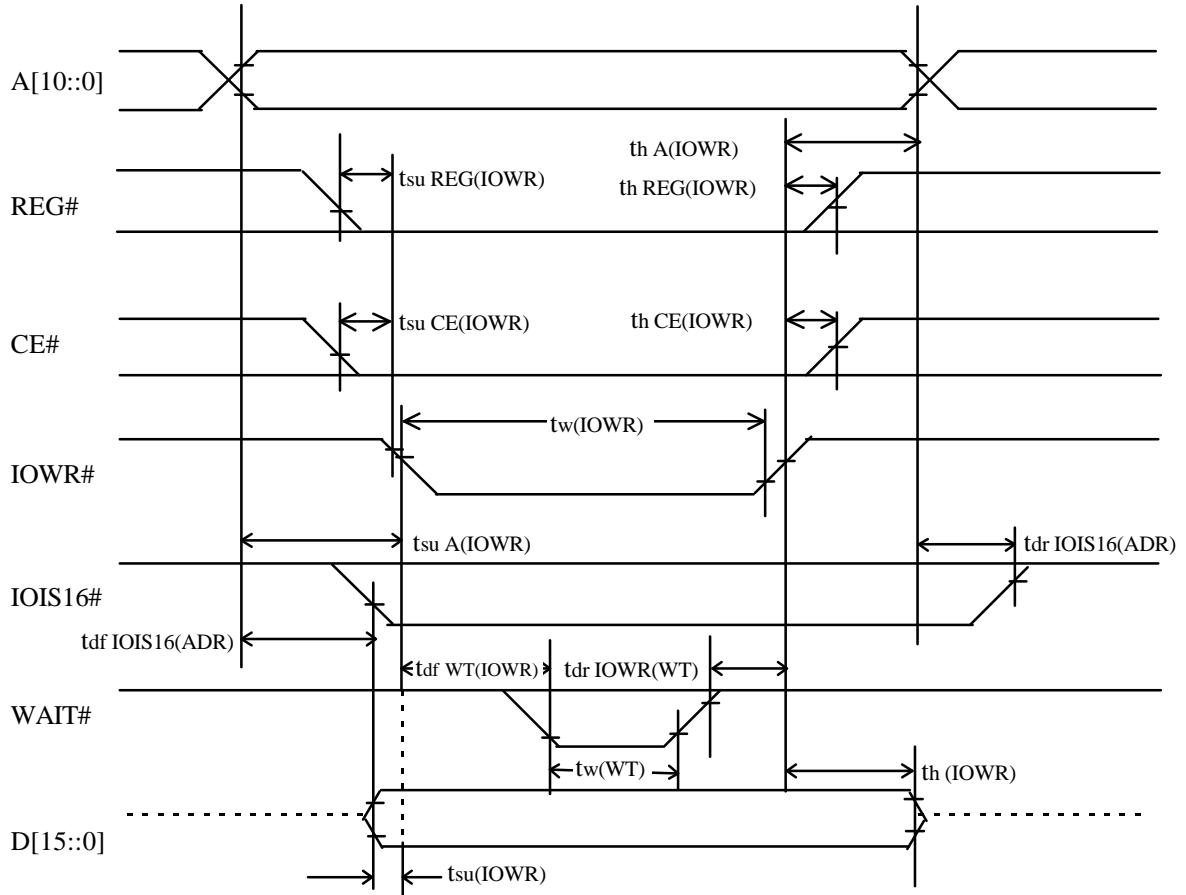 A[10::0]
th A(IOWR)
tsu REG(IOWR)
th REG(IOWR)
REG#
tsu CE(IOWR)
th CE(IOWR)
CE#
tw(IOWR)
IOWR#
tsu A(IOWR)
tdr IOIS16(ADR)
IOIS16#
tdf IOIS16(ADR)
tdf WT(IOWR)
tdr IOWR(WT)
WAIT#
tw(WT)
th (IOWR)
D[15::0]
tsu(IOWR)